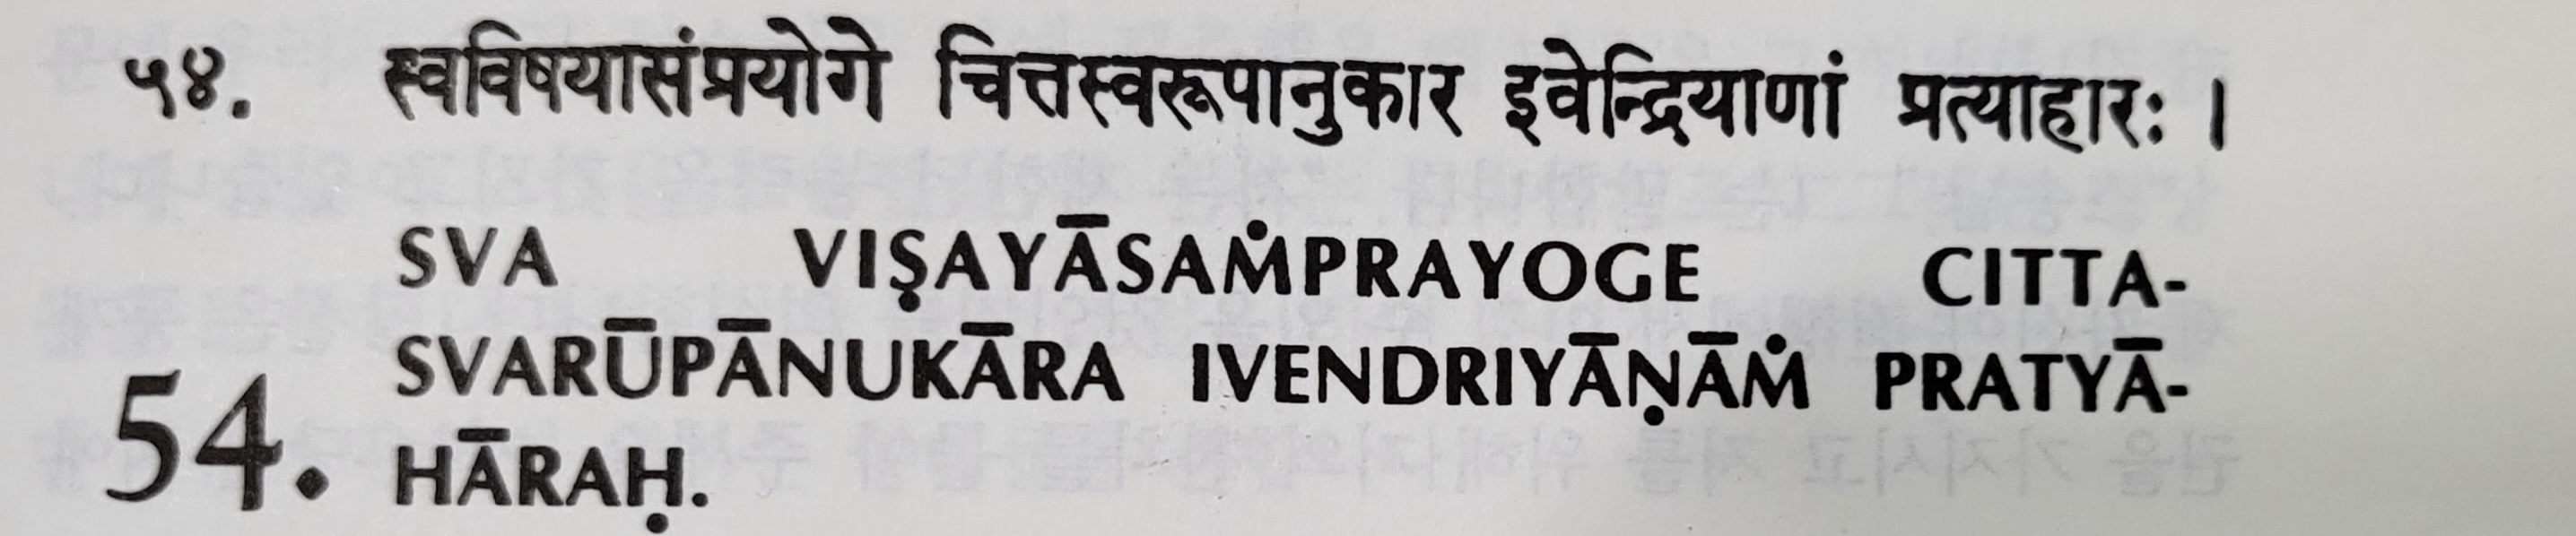 ५४. स्वविषयासंप्रयोगे चित्तस्वरूपानुकार इवेन्द्रियाणां प्रत्याहारः ।
SVA VIṢAYĀSAṀPRAYOGE CITTA-
SVARŪPĀNUKĀRA IVENDRIYĀṆĀṀ PRATYĀ-
54. HĀRAḤ.